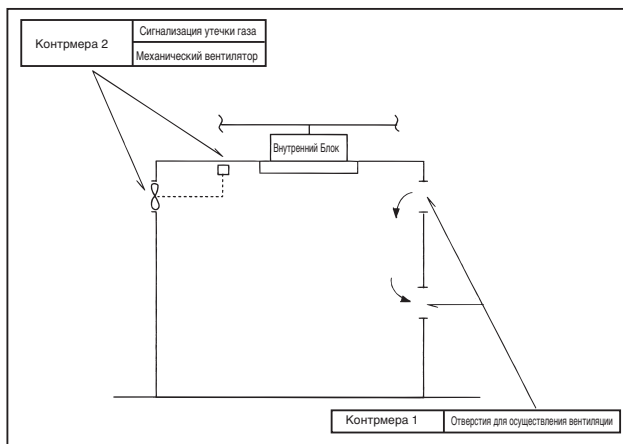 Контрмера 2
Сигнализация утечки газа
Механический вентилятор
Внутренний Блок
Контрмера 1
Отверстия для осуществления вентиляции